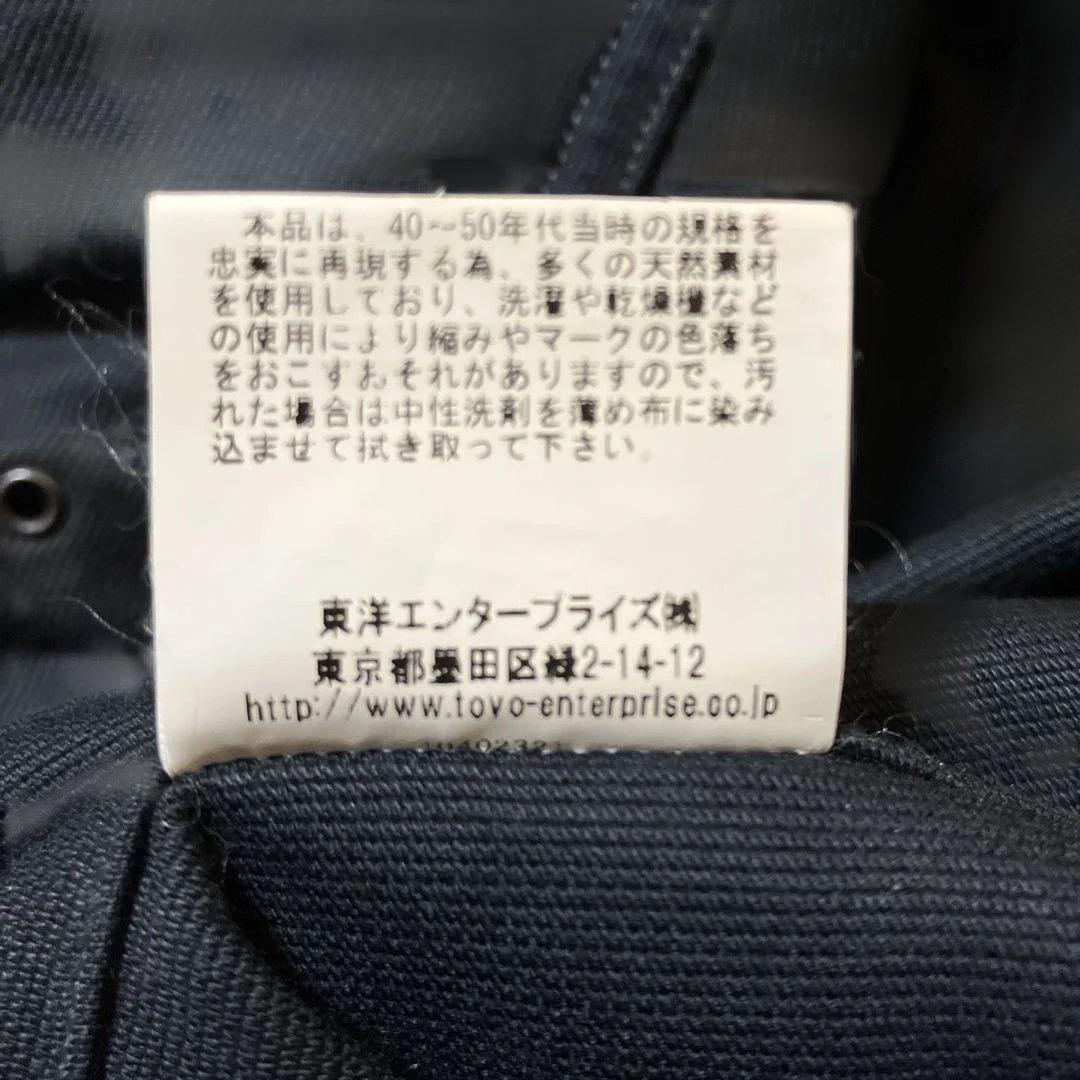 本品は、40~50年代当時の規格を
忠実に再現する為、多くの天然素材
を使用しており、洗濯や乾燥機など
の使用により縮みやマークの色落ち
をおこすおそれがありますので、汚
れた場合は中性洗剤を薄め布に染み
込ませて拭き取って下さい。
東洋エンタープライズ㈱
東京都墨田区緑2-14-12
http://www.toyo-enterprise.co.jp